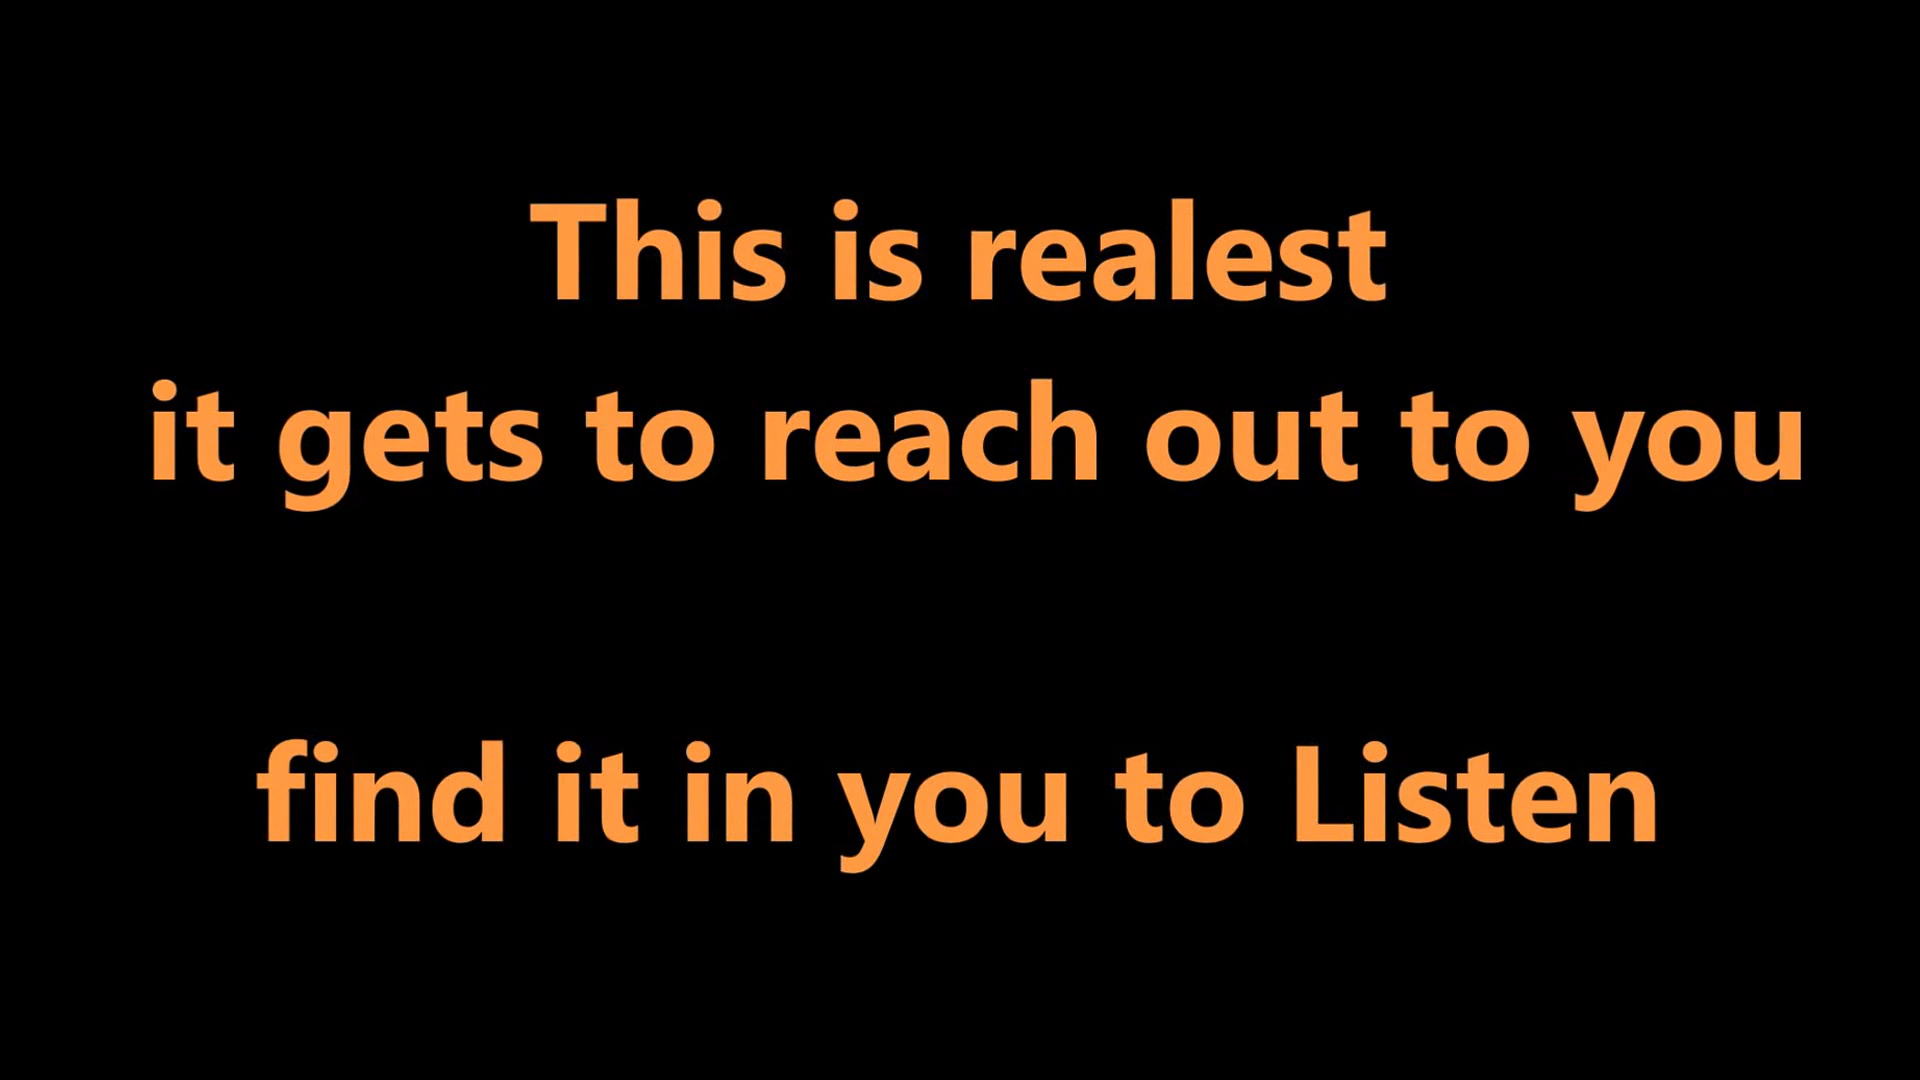 This is realest
it gets to reach out to you
find it in you to Listen